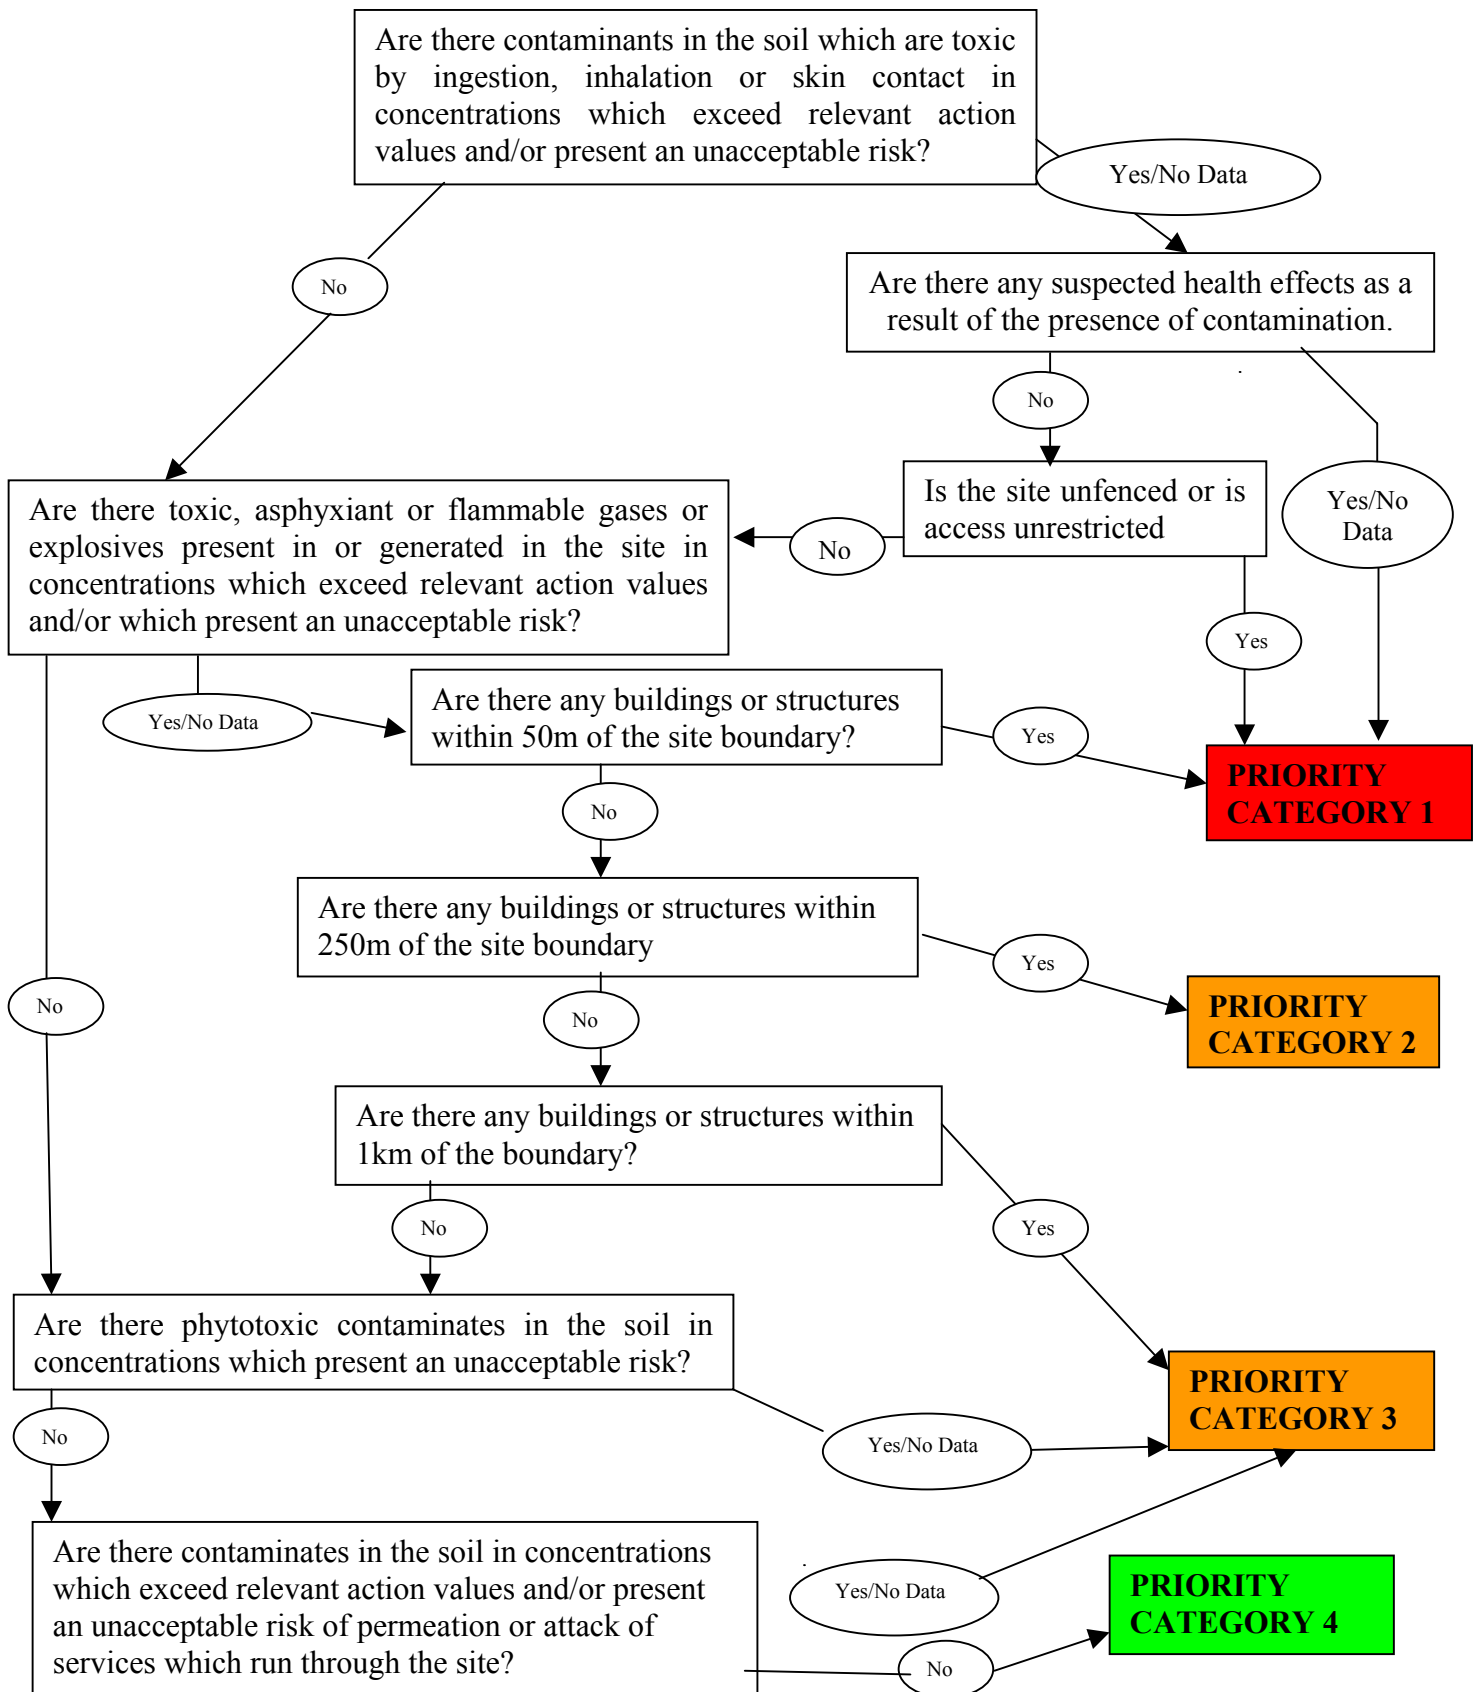 Are there contaminants in the soil which are toxic
by ingestion, inhalation or skin contact in
concentrations which exceed relevant action
values and/or present an unacceptable risk?
Yes/No Data
No
Are there any suspected health effects as a
result of the presence of contamination.
No
Is the site unfenced or is
access unrestricted
Yes/No
Data
Are there toxic, asphyxiant or flammable gases or
explosives present in or generated in the site in
concentrations which exceed relevant action values
and/or which present an unacceptable risk?
No
Yes
Yes/No Data
Are there any buildings or structures
within 50m of the site boundary?
Yes
PRIORITY
CATEGORY 1
No
Are there any buildings or structures within
250m of the site boundary
Yes
PRIORITY
CATEGORY 2
No
No
Are there any buildings or structures within
1km of the boundary?
No
Yes
Are there phytotoxic contaminates in the soil in
concentrations which present an unacceptable risk?
PRIORITY
CATEGORY 3
No
Yes/No Data
Are there contaminates in the soil in concentrations
which exceed relevant action values and/or present
an unacceptable risk of permeation or attack of
services which run through the site?
Yes/No Data
No
PRIORITY
CATEGORY 4